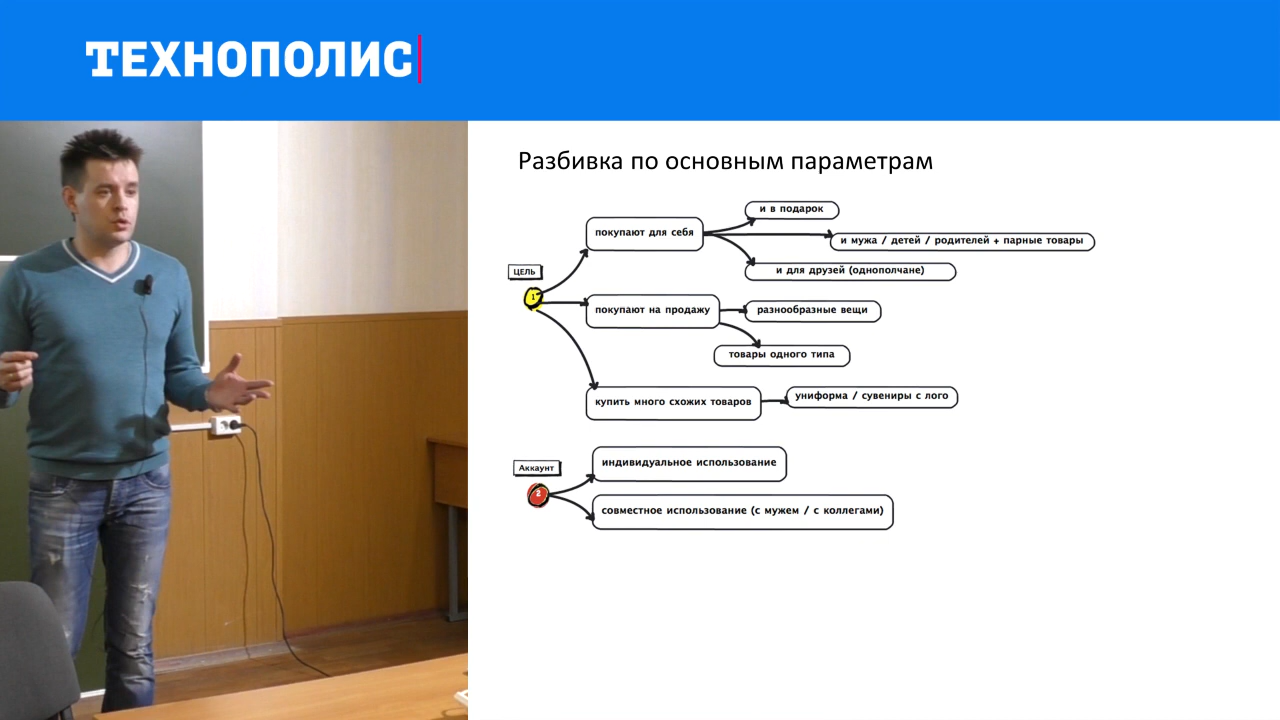 ТЕХНОПОЛИС
Разбивка по основным параметрам
и в подарок
покупают для себя
и мужа / детей / родителей + парные товары
ЦЕЛЬ
и для друзей (однополчане)
1
покупают на продажу
разнообразные вещи
товары одного типа
купить много схожих товаров
униформа / сувениры с лого
Аккаунт
индивидуальное использование
2
совместное использование (с мужем / с коллегами)